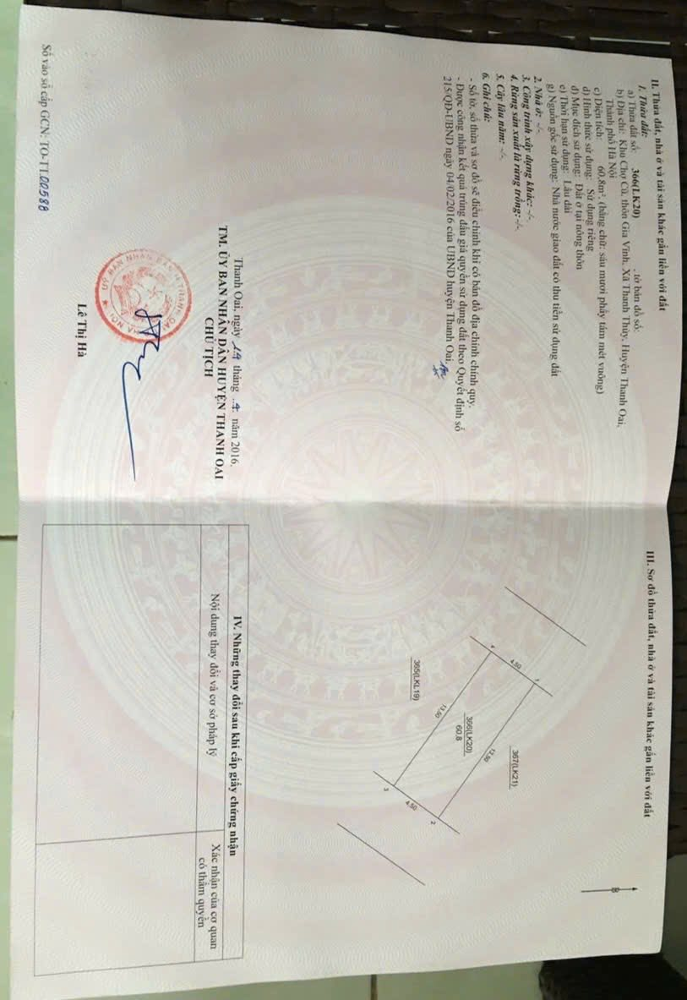 II. Thửa đất, nhà ở và tài sản khác gắn liền với đất
1. Thửa đất:
a) Thửa đất số: 366(LK20) , tờ bản đồ số:
b) Địa chỉ: Khu Chợ Cũ, thôn Gia Vĩnh, Xã Thanh Thùy, Huyện Thanh Oai,
Thành phố Hà Nội
c) Diện tích: 60,8m². (bằng chữ: sáu mươi phẩy tám mét vuông)
d) Hình thức sử dụng: Sử dụng riêng
đ) Mục đích sử dụng: Đất ở tại nông thôn
e) Thời hạn sử dụng: Lâu dài
g) Nguồn gốc sử dụng: Nhà nước giao đất có thu tiền sử dụng đất
2. Nhà ở: -/-.
3. Công trình xây dựng khác: -/-.
4. Rừng sản xuất là rừng trồng: -/-.
5. Cây lâu năm: -/-.
6. Ghi chú:
- Số tờ, số thửa và sơ đồ sẽ điều chỉnh khi có bản đồ địa chính chính quy.
- Được công nhận kết quả trúng đấu giá quyền sử dụng đất theo Quyết định số
215/QĐ-UBND ngày 04/02/2016 của UBND huyện Thanh Oai.
Thanh Oai, ngày 19 tháng 4 năm 2016.
TM. ỦY BAN NHÂN DÂN HUYỆN THANH OAI
CHỦ TỊCH
Lê Thị Hà
Số vào sổ cấp GCN: TO-TT.00588
III. Sơ đồ thửa đất, nhà ở và tài sản khác gắn liền với đất
B
367(LK21)
1
4.50
4
13.50
366(LK20)
60.8
13.50
2
4.50
3
365(LKL19)
IV. Những thay đổi sau khi cấp giấy chứng nhận
Nội dung thay đổi và cơ sở pháp lý
Xác nhận của cơ quan
có thẩm quyền